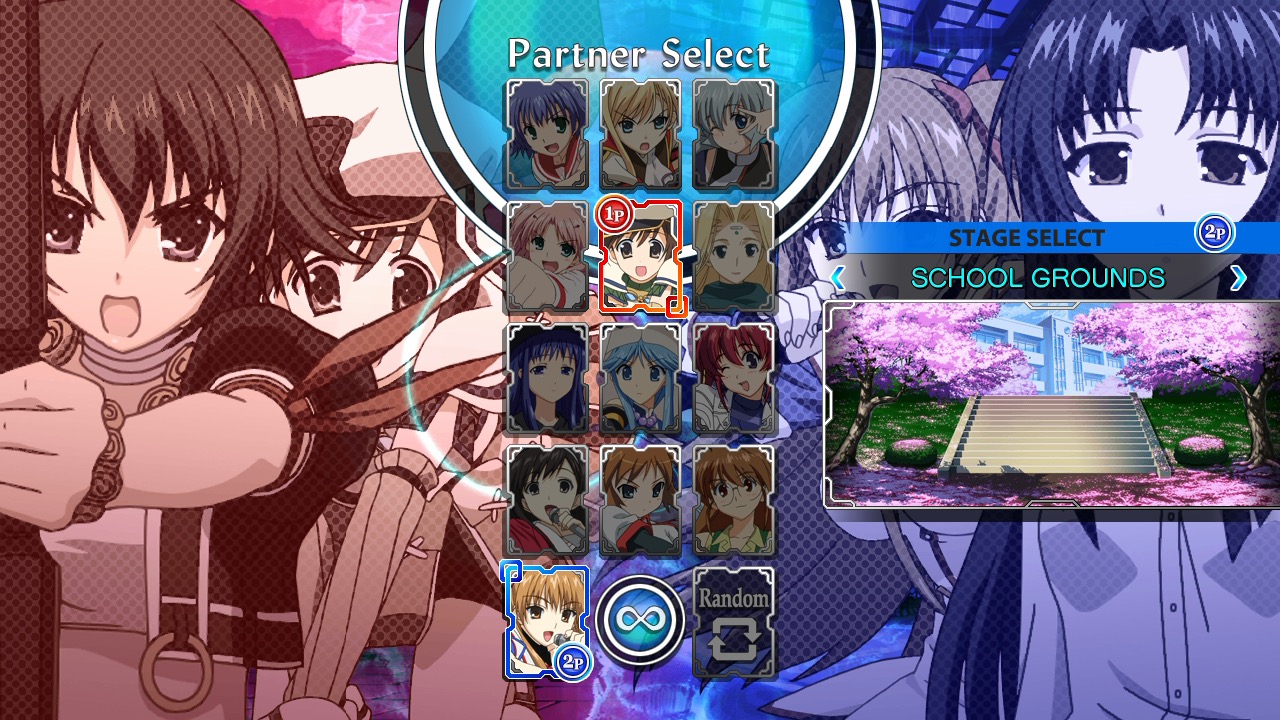 Partner Select
1P
STAGE SELECT
2P
SCHOOL GROUNDS
Random
2P